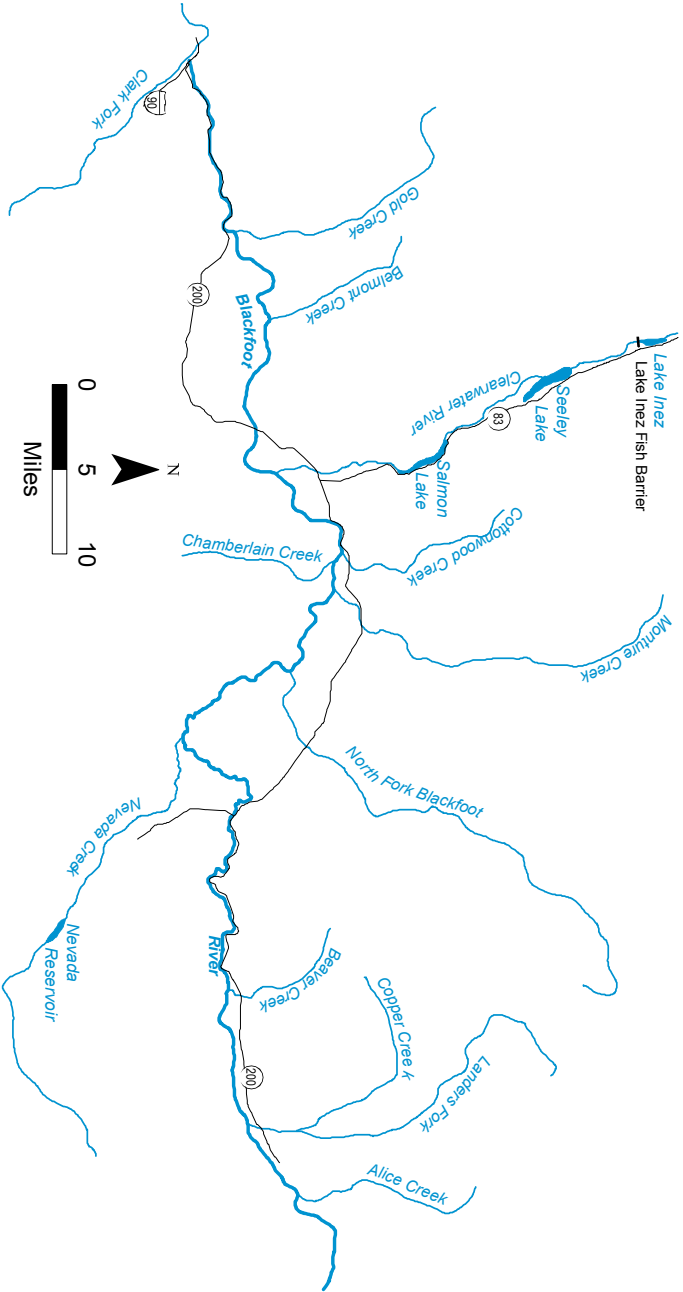 Clark Fork
90
Gold Creek
Belmont Creek
200
Blackfoot
Lake Inez
Lake Inez Fish Barrier
Seeley
Lake
Clearwater River
83
Salmon
Lake
0
5
10
Miles
N
Cottonwood Creek
Chamberlain Creek
Monture Creek
North Fork Blackfoot
Nevada Creek
Nevada
Reservoir
River
Beaver Creek
Copper Cree k
Landers Fork
200
Alice Creek